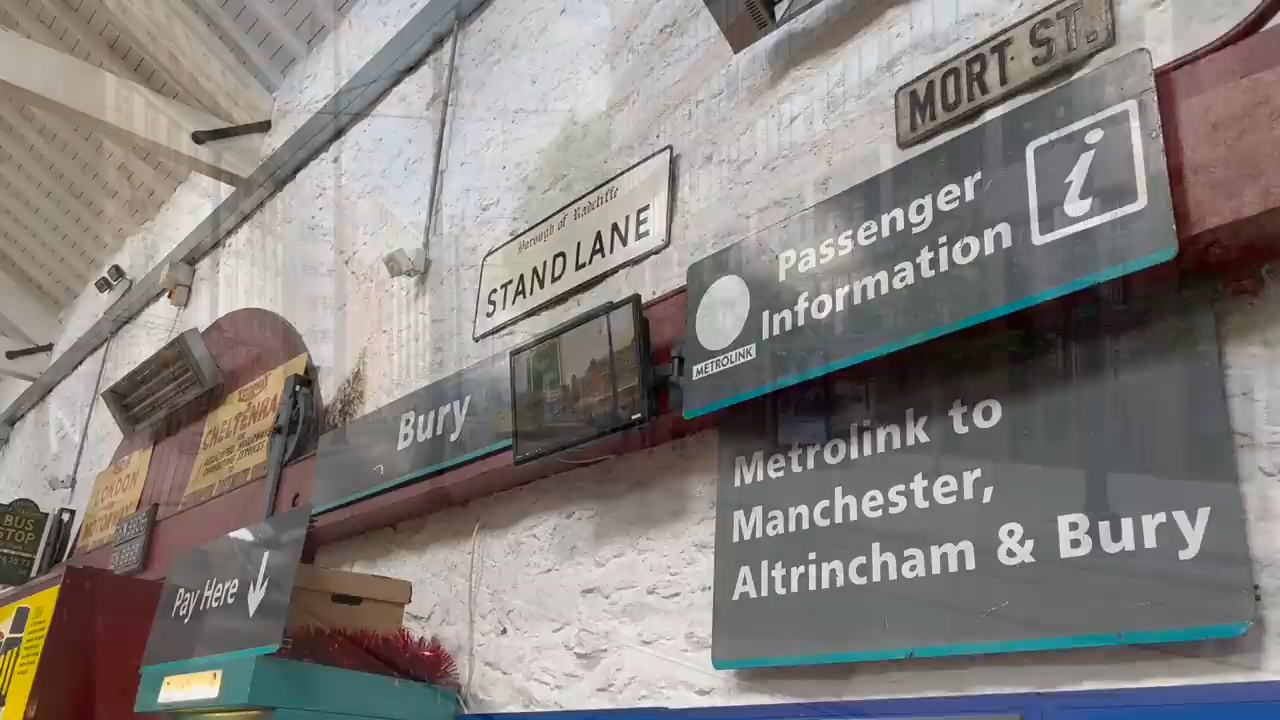 MORT ST.
Borough of Radcliffe
STAND LANE
Passenger
Information
i
METROLINK
Metrolink to
Manchester,
Altrincham & Bury
Bury
CHELTENHAM
LONDON
BUS
STOP
Pay Here